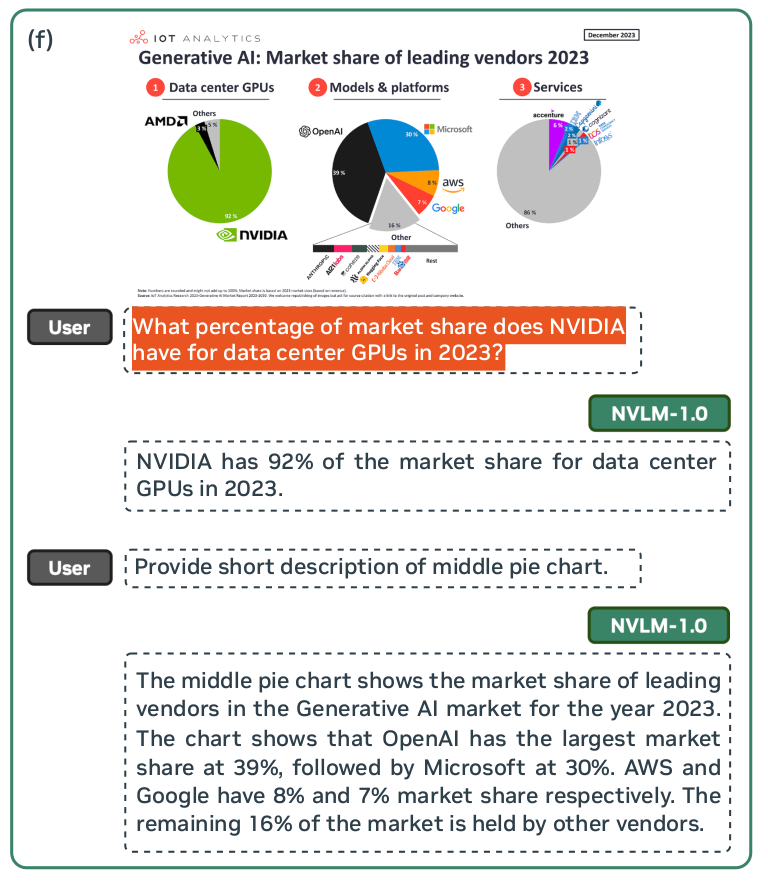 (f)
IOT ANALYTICS
December 2023
Generative AI: Market share of leading vendors 2023
1 Data center GPUs
2 Models & platforms
3 Services
AMD
Others
3 %
5 %
92 %
NVIDIA
OpenAI
Microsoft
30 %
39 %
8 %
aws
7 %
Google
16 %
Other
ANTHROPIC
AI21labs
cohere
Hugging Face
Rest
accenture
6 %
2 %
2 %
1 %
1 %
1 %
IBM
Capgemini
cognizant
tcs
Infosys
86 %
Others
Note: Numbers are rounded and might not add up to 100%. Market share is based on 2023 market sizes (based on revenue).
Source: IoT Analytics Research 2023-Generative AI Market Report 2023-2030. We welcome republishing of images but ask for source citation with a link to the original post and company website.
User
What percentage of market share does NVIDIA
have for data center GPUs in 2023?
NVLM-1.0
NVIDIA has 92% of the market share for data center
GPUs in 2023.
User
Provide short description of middle pie chart.
NVLM-1.0
The middle pie chart shows the market share of leading
vendors in the Generative AI market for the year 2023.
The chart shows that OpenAI has the largest market
share at 39%, followed by Microsoft at 30%. AWS and
Google have 8% and 7% market share respectively. The
remaining 16% of the market is held by other vendors.